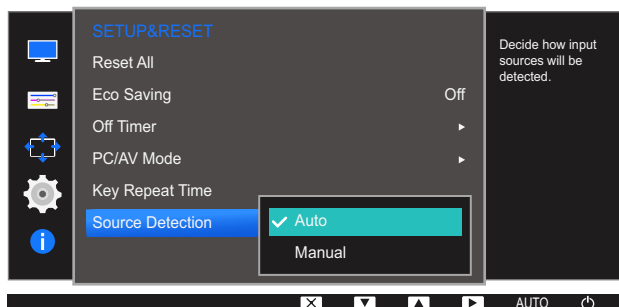 SETUP&RESET
Reset All
Eco Saving Off
Off Timer
PC/AV Mode
Key Repeat Time
Source Detection
Auto
Manual
Decide how input
sources will be
detected.
AUTO